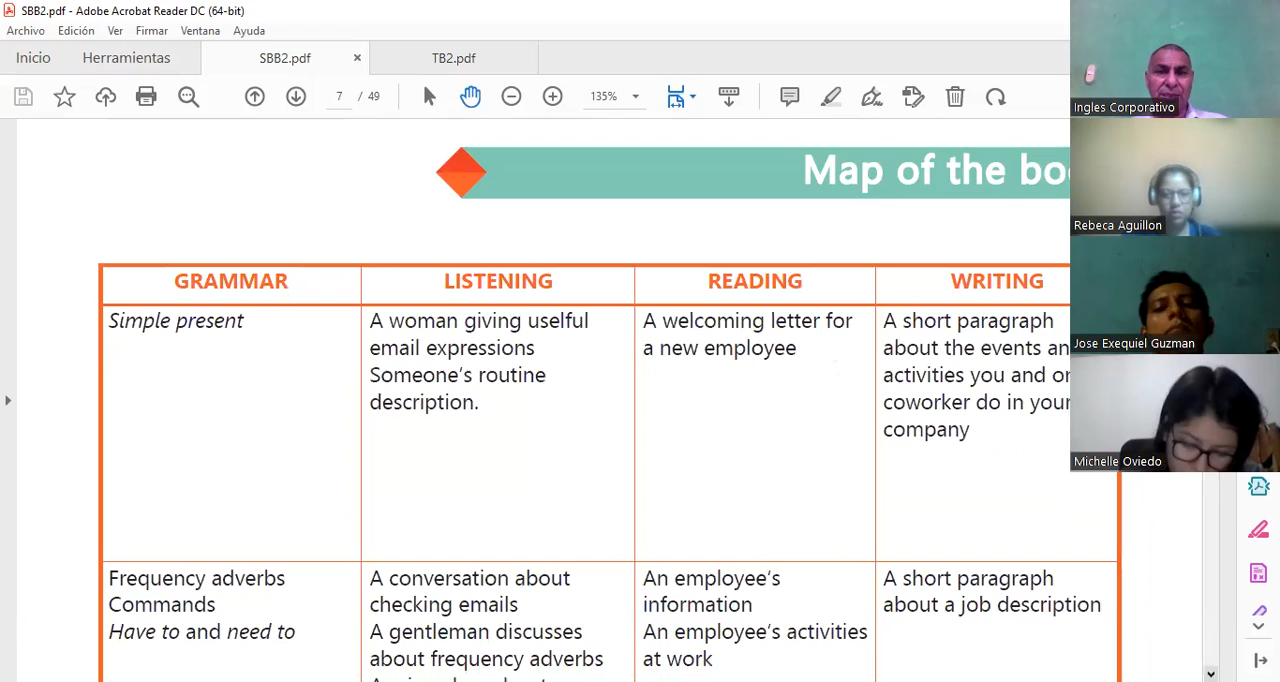 SBB2.pdf - Adobe Acrobat Reader DC (64-bit)
Archivo Edición Ver Firmar Ventana Ayuda
Inicio Herramientas SBB2.pdf × TB2.pdf
7 / 49 135%
Map of the bo
GRAMMAR LISTENING READING WRITING
Simple present
A woman giving uselful
email expressions
Someone's routine
description.
A welcoming letter for
a new employee
A short paragraph
about the events an
activities you and or
coworker do in your
company
Frequency adverbs
Commands
Have to and need to
A conversation about
checking emails
A gentleman discusses
about frequency adverbs
An employee's
information
An employee's activities
at work
A short paragraph
about a job description
Ingles Corporativo
Rebeca Aguillon
Jose Exequiel Guzman
Michelle Oviedo